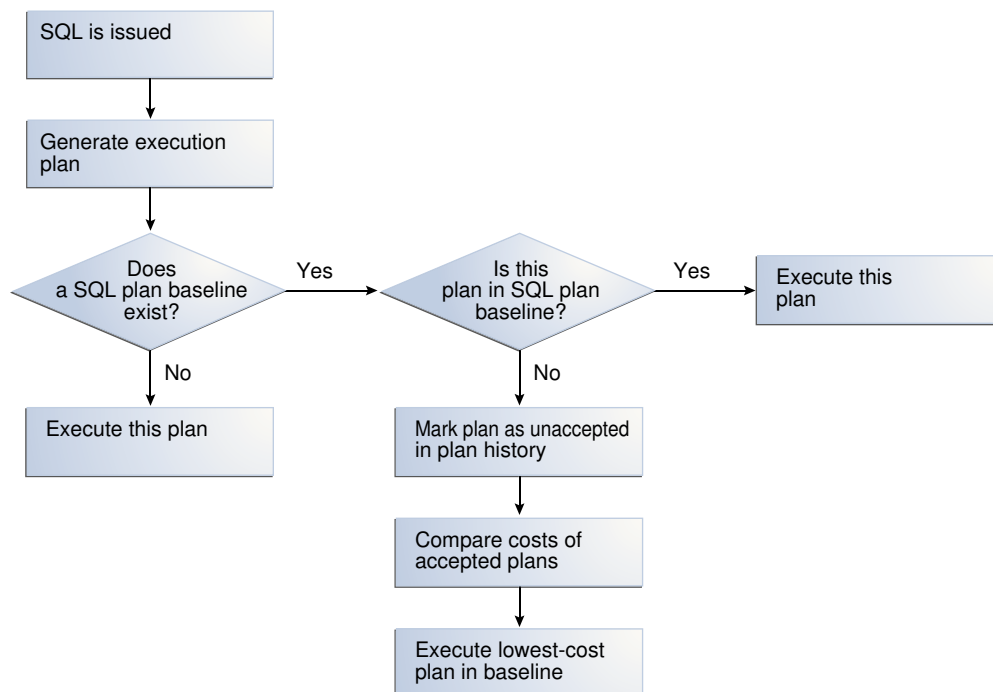 SQL is issued
Generate execution
plan
Does
a SQL plan baseline
exist?
Yes
Is this
plan in SQL plan
baseline?
Yes
Execute this
plan
No
No
Execute this plan
Mark plan as unaccepted
in plan history
Compare costs of
accepted plans
Execute lowest-cost
plan in baseline